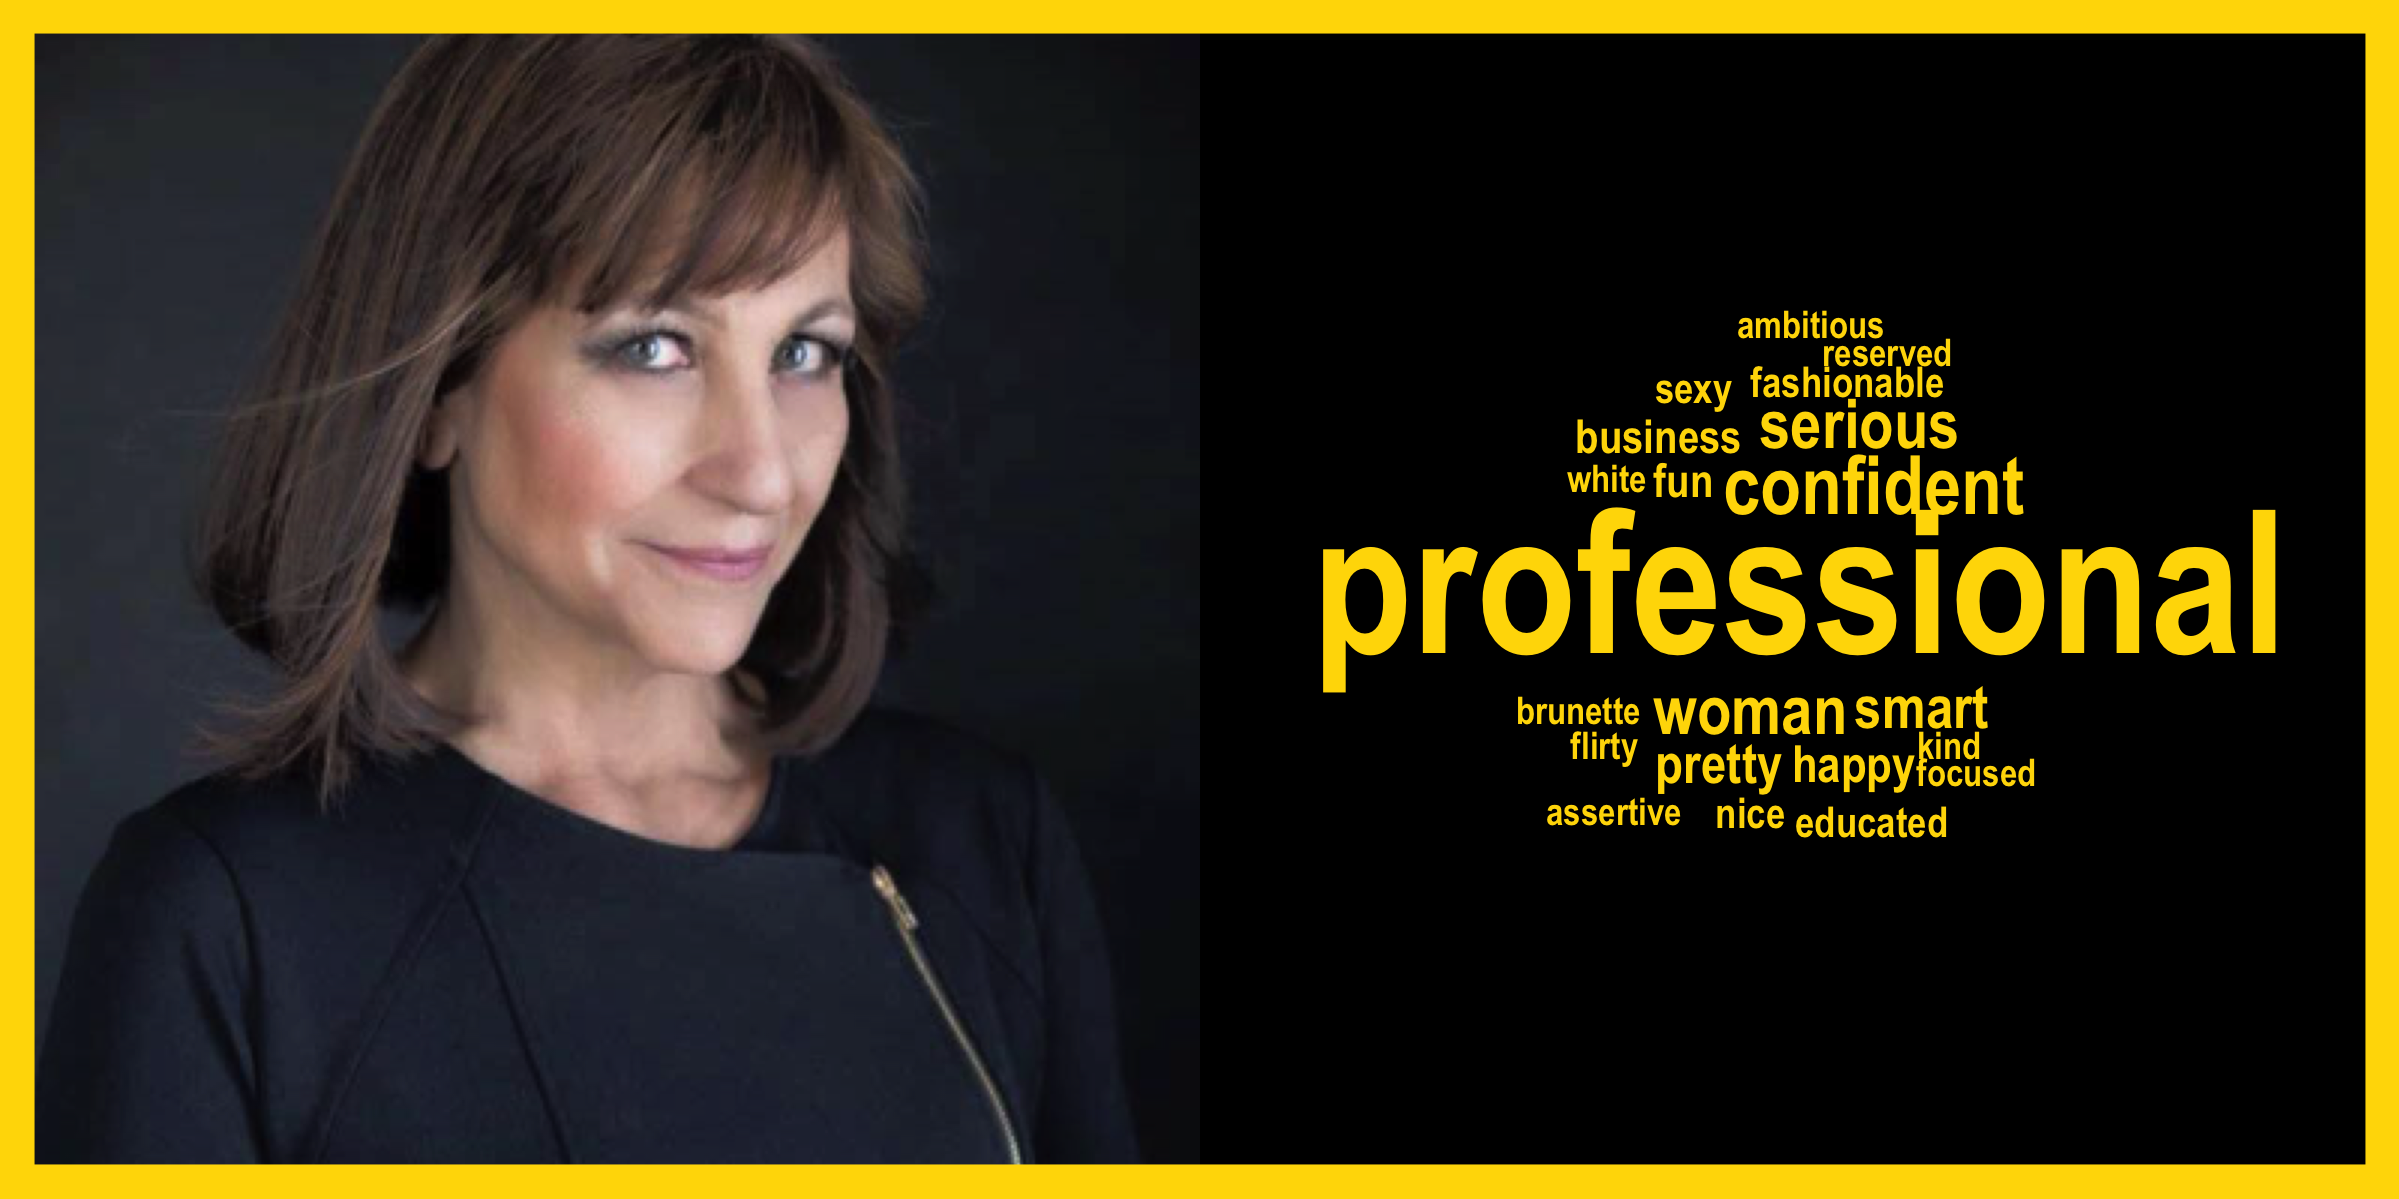 ambitious
reserved
sexy fashionable
business serious
white fun confident
professional
brunette woman smart
flirty pretty happy kind
focused
assertive nice educated